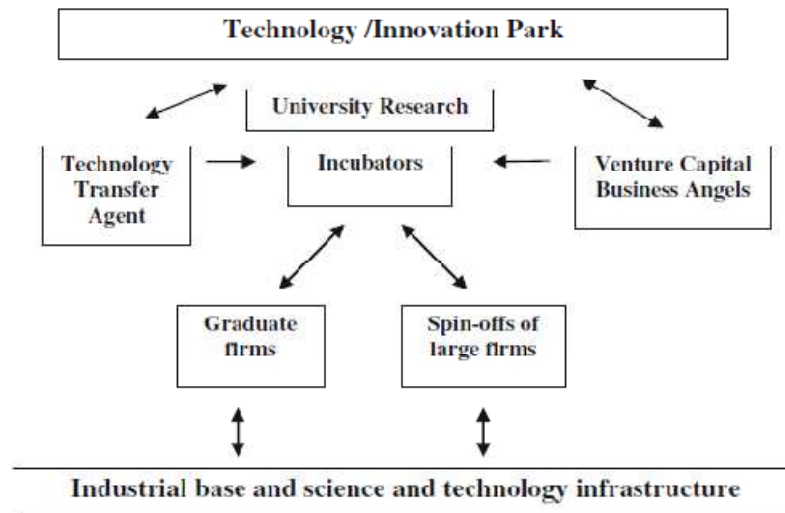 Technology /Innovation Park
University Research
Technology
Transfer
Agent
Incubators
Venture Capital
Business Angels
Graduate
firms
Spin-offs of
large firms
Industrial base and science and technology infrastructure